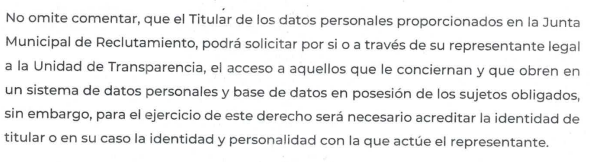 No omite comentar, que el Titular de los datos personales proporcionados en la Junta
Municipal de Reclutamiento, podrá solicitar por si o a través de su representante legal
a la Unidad de Transparencia, el acceso a aquellos que le conciernan y que obren en
un sistema de datos personales y base de datos en posesión de los sujetos obligados,
sin embargo, para el ejercicio de este derecho será necesario acreditar la identidad de
titular o en su caso la identidad y personalidad con la que actúe el representante.